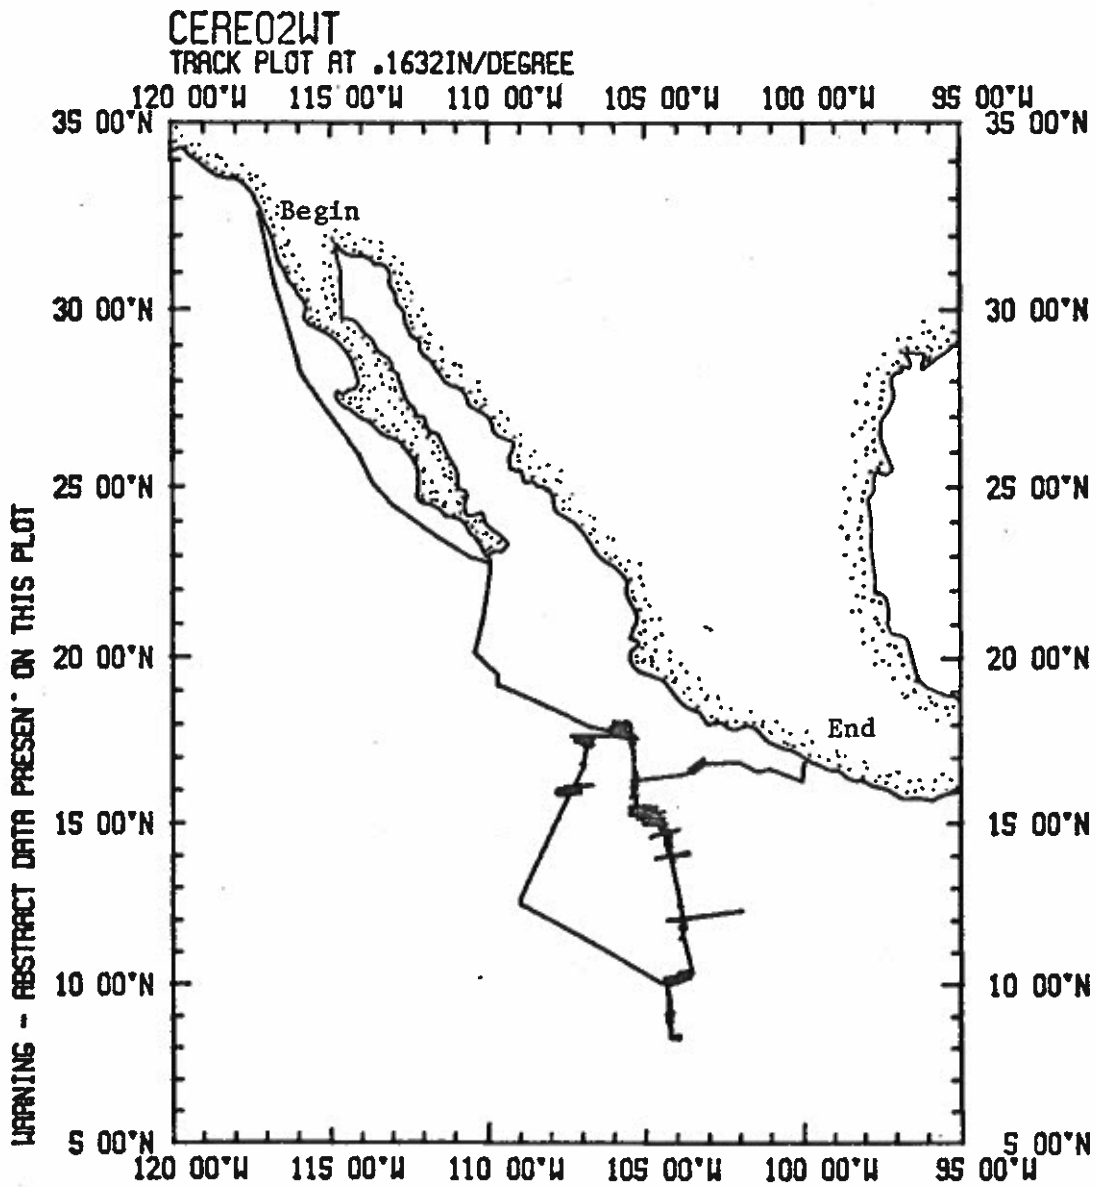 CERE02WT
TRACK PLOT AT .1632IN/DEGREE
120 00°W 115 00°W 110 00°W 105 00°W 100 00°W 95 00°W
35 00°N 35 00°N
Begin
30 00°N 30 00°N
25 00°N 25 00°N
20 00°N 20 00°N
End
15 00°N 15 00°N
10 00°N 10 00°N
5 00°N 5 00°N
120 00°W 115 00°W 110 00°W 105 00°W 100 00°W 95 00°W
WARNING - ABSTRACT DATA PRESEN' ON THIS PLOT